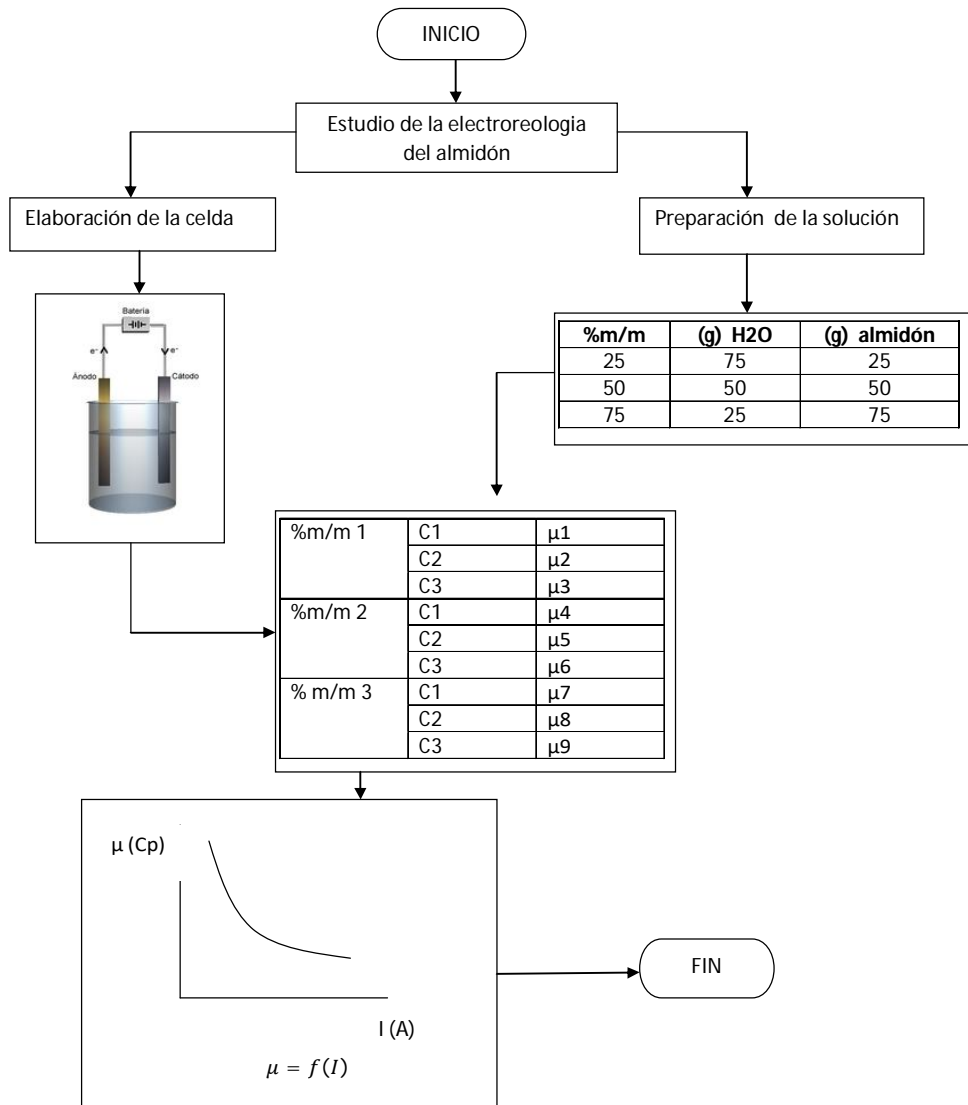 INICIO
Estudio de la electroreologia
del almidón
Elaboración de la celda
Preparación de la solución
Batería
e⁻ e⁻
Ánodo Cátodo
%m/m (g) H2O (g) almidón
25 75 25
50 50 50
75 25 75
%m/m 1 C1 µ1
C2 µ2
C3 µ3
%m/m 2 C1 µ4
C2 µ5
C3 µ6
% m/m 3 C1 µ7
C2 µ8
C3 µ9
µ (Cp)
I (A)
µ = f(I)
FIN